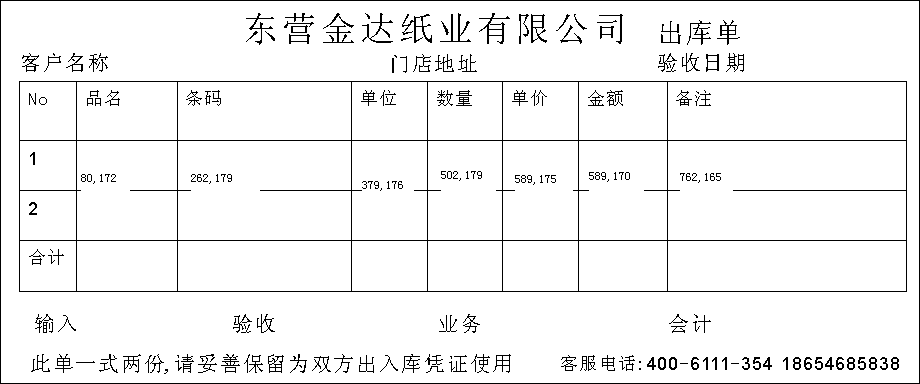 东营金达纸业有限公司 出库单
客户名称 门店地址 验收日期
No 品名 条码 单位 数量 单价 金额 备注
1
80,172 262,179 379,176 502,179 589,175 589,170 762,165
2
合计
输入 验收 业务 会计
此单一式两份,请妥善保留为双方出入库凭证使用 客服电话:400-6111-354 18654685838